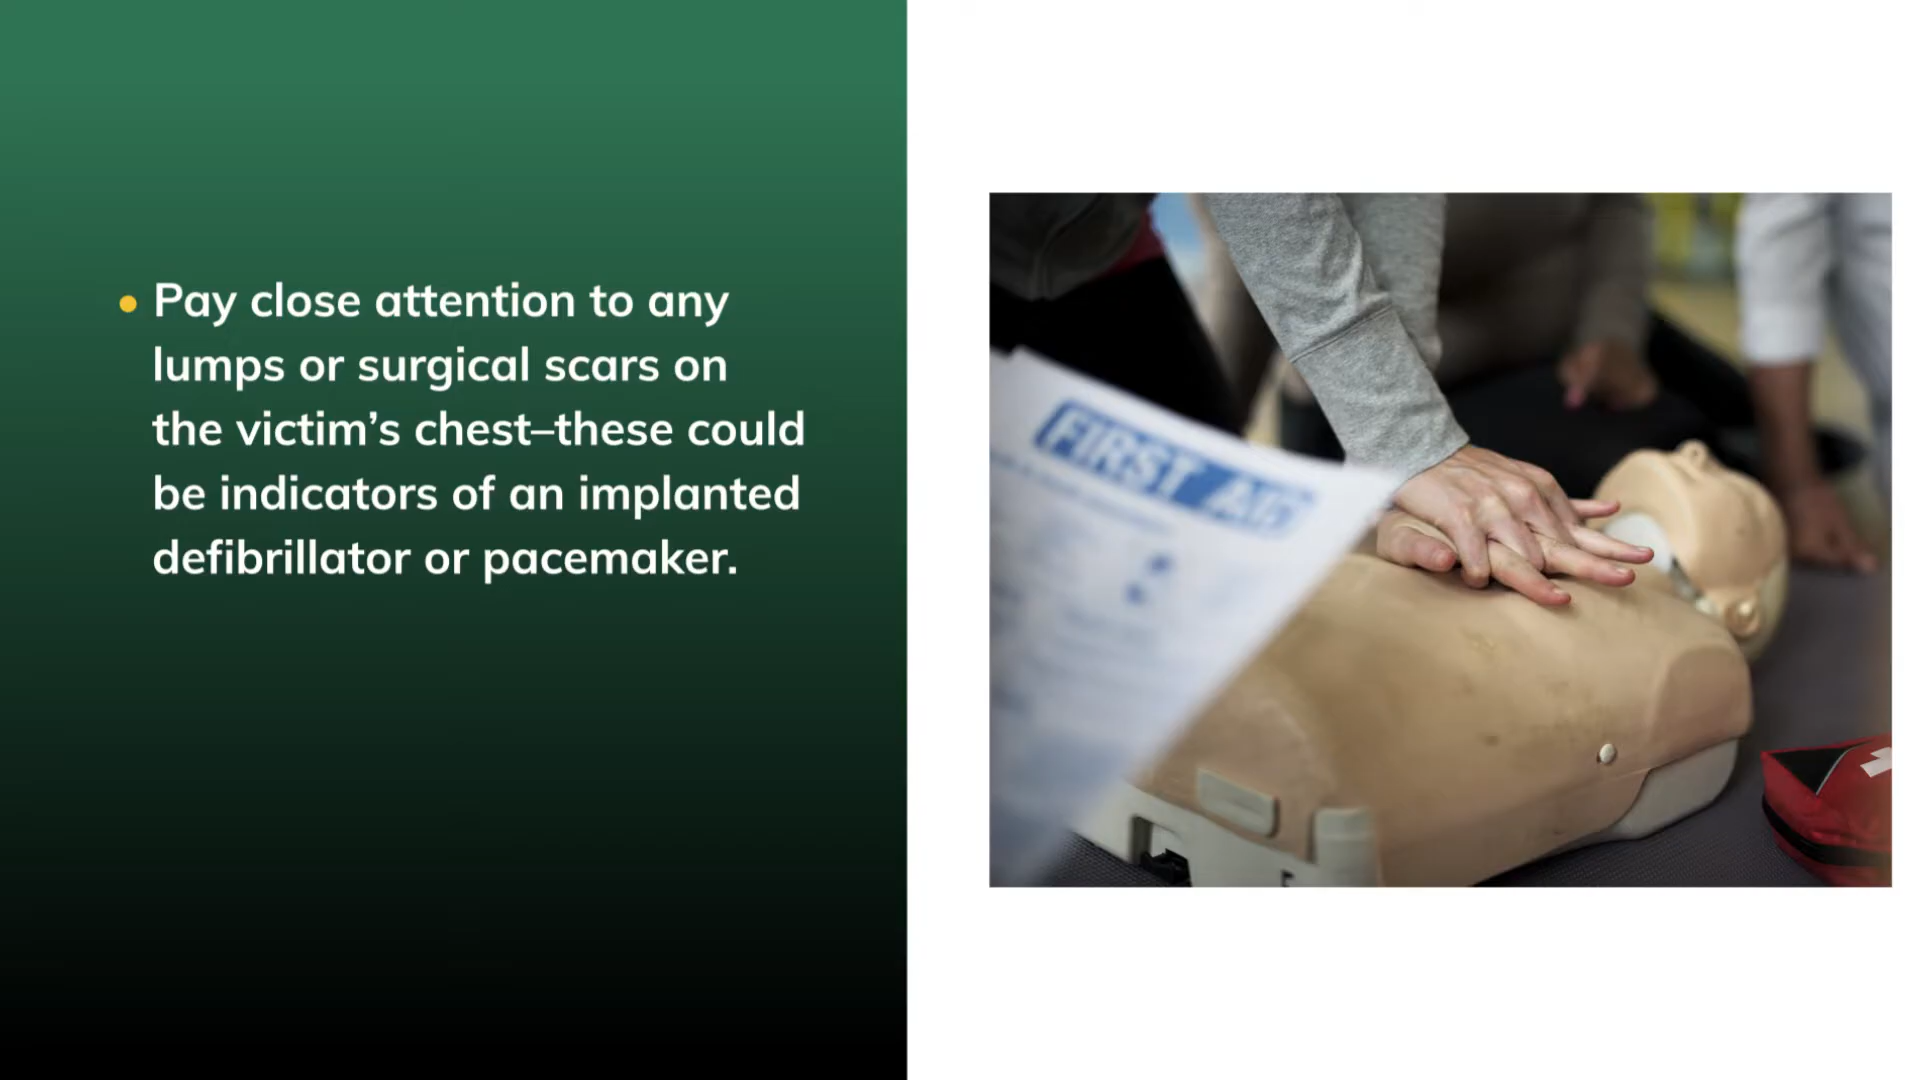 • Pay close attention to any
lumps or surgical scars on
the victim’s chest–these could
be indicators of an implanted
defibrillator or pacemaker.
FIRST AID